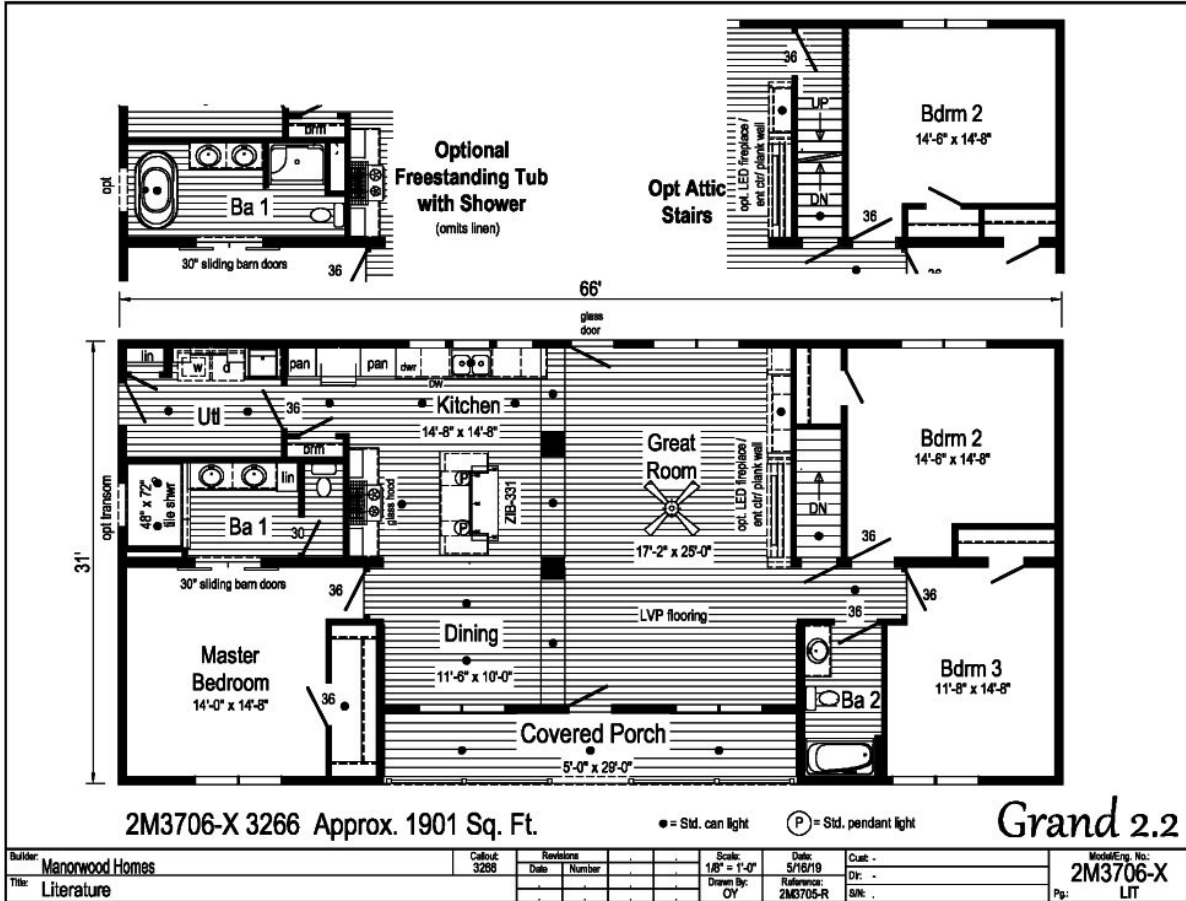 36
UP
DN
Bdrm 2
14'-6" x 14'-8"
opt. LED fireplace /
ent ctr/ plank wall
Opt Attic
Stairs
36
brm
Optional
Freestanding Tub
with Shower
(omits linen)
opt
Ba 1
30" sliding barn doors
36
66'
glass
door
31'
lin
w
d
pan
pan
dwr
DW
Utl
36
Kitchen
14'-8" x 14'-8"
brm
Great
Room
17'-2" x 25'-0"
opt. LED fireplace /
ent ctr/ plank wall
Bdrm 2
14'-6" x 14'-8"
DN
36
opt transom
48" x 72"
tile shwr
lin
Ba 1
30
glass hood
P
P
ZIB-331
30" sliding barn doors
36
LVP flooring
36
36
Dining
11'-6" x 10'-0"
Master
Bedroom
14'-0" x 14'-8"
36
Bdrm 3
11'-8" x 14'-8"
Ba 2
Covered Porch
5'-0" x 29'-0"
2M3706-X 3266 Approx. 1901 Sq. Ft.
= Std. can light
P = Std. pendant light
Grand 2.2
Builder: Manorwood Homes
Title: Literature
Callout: 3266
Revisions
Date Number
Scale: 1/8" = 1'-0"
Drawn By: OY
Date: 5/16/19
Reference: 2M3705-R
Cust: -
Dir: -
S/N: .
Model/Eng. No.:
2M3706-X
Pg.: LIT